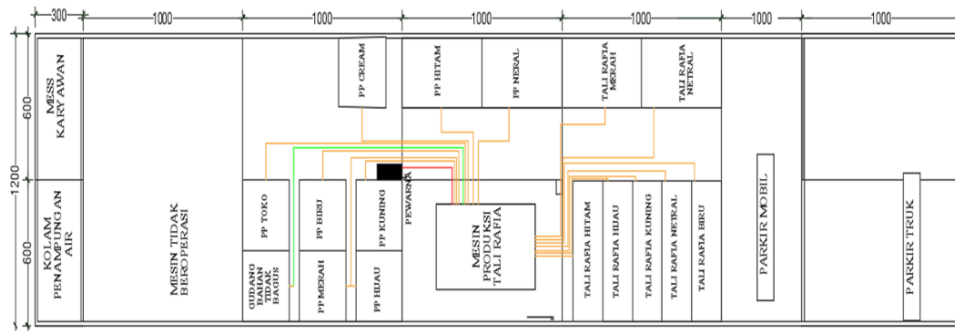 300
1000
1000
1000
1000
1000
600
1200
600
MESS
KARYAWAN
KOLAM
PENAMPUNGAN
AIR
MESIN TIDAK
BEROPERASI
PP CREAM
PP HITAM
PP NERAL
TALI RAFIA
MERAH
TALI RAFIA
NETRAL
PP TOKO
GUDANG
BAHAN
TIDAK
BAGUS
PP BIRU
PP MERAH
PP KUNING
PP HIJAU
PEWARNA
MESIN
PRODUKSI
TALI RAFIA
TALI RAFIA HITAM
TALI RAFIA HIJAU
TALI RAFIA KUNING
TALI RAFIA NETRAL
TALI RAFIA BIRU
PARKIR MOBIL
PARKIR TRUK